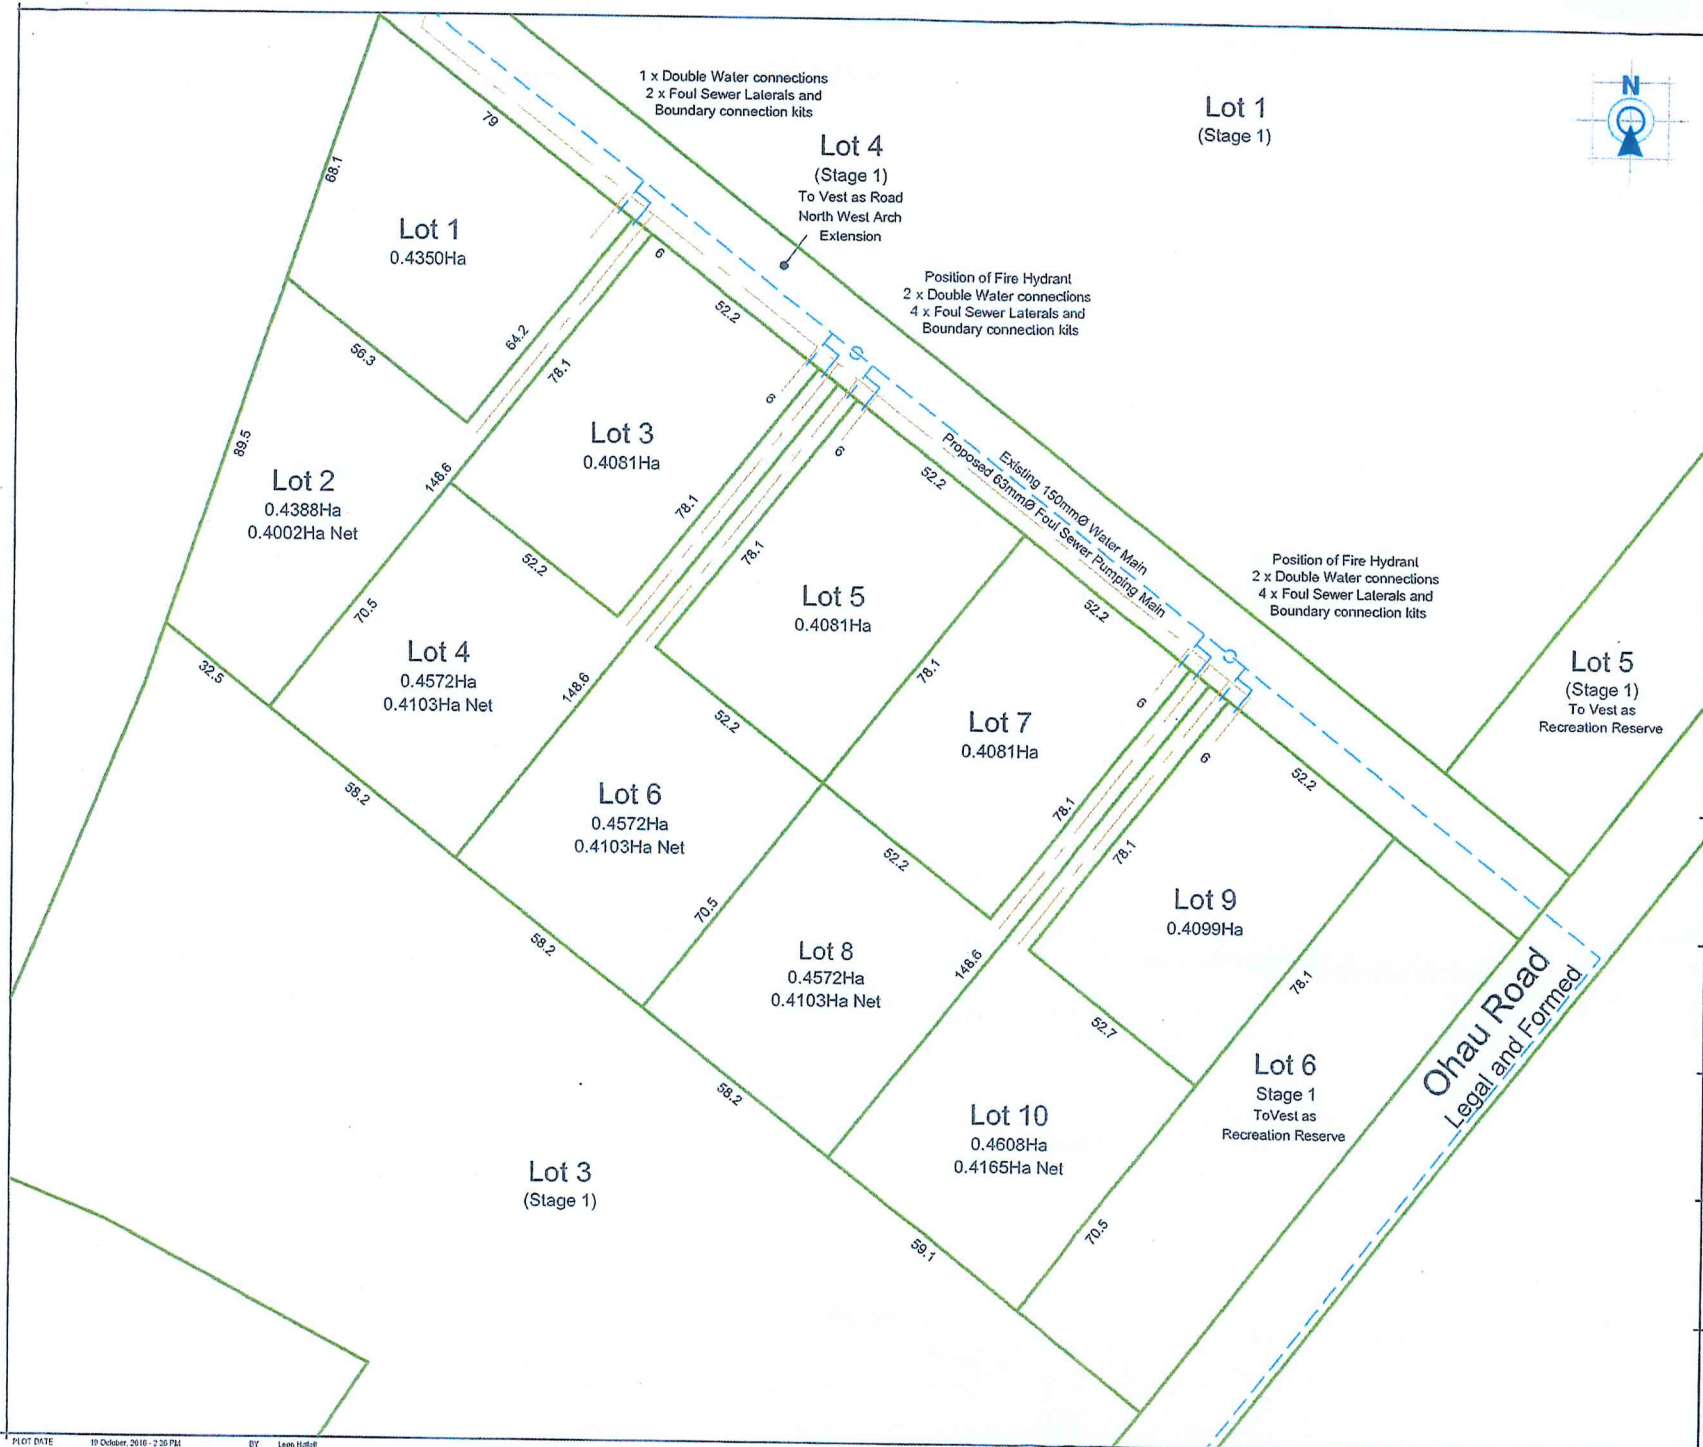 N
1 x Double Water connections
2 x Foul Sewer Laterals and
Boundary connection kits
Lot 4
(Stage 1)
To Vest as Road
North West Arch
Extension
Lot 1
(Stage 1)
79
68.1
Lot 1
0.4350Ha
6
52.2
Position of Fire Hydrant
2 x Double Water connections
4 x Foul Sewer Laterals and
Boundary connection kits
56.3
64.2
78.1
6
6
89.5
Lot 2
0.4388Ha
0.4002Ha Net
148.6
Lot 3
0.4081Ha
78.1
52.2
52.2
Existing 150mmØ Water Main
Proposed 63mmØ Foul Sewer Pumping Main
78.1
Lot 5
0.4081Ha
52.2
Position of Fire Hydrant
2 x Double Water connections
4 x Foul Sewer Laterals and
Boundary connection kits
70.5
Lot 4
0.4572Ha
0.4103Ha Net
32.5
148.6
52.2
78.1
Lot 7
0.4081Ha
6
6
52.2
Lot 5
(Stage 1)
To Vest as
Recreation Reserve
58.2
Lot 6
0.4572Ha
0.4103Ha Net
78.1
52.2
78.1
58.2
70.5
Lot 8
0.4572Ha
0.4103Ha Net
148.6
Lot 9
0.4099Ha
78.1
52.7
Ohau Road
Legal and Formed
58.2
Lot 10
0.4608Ha
0.4165Ha Net
Lot 6
Stage 1
ToVest as
Recreation Reserve
Lot 3
(Stage 1)
59.1
70.5
PLOT DATE 19 October, 2016 - 2:36 PM BY Leon